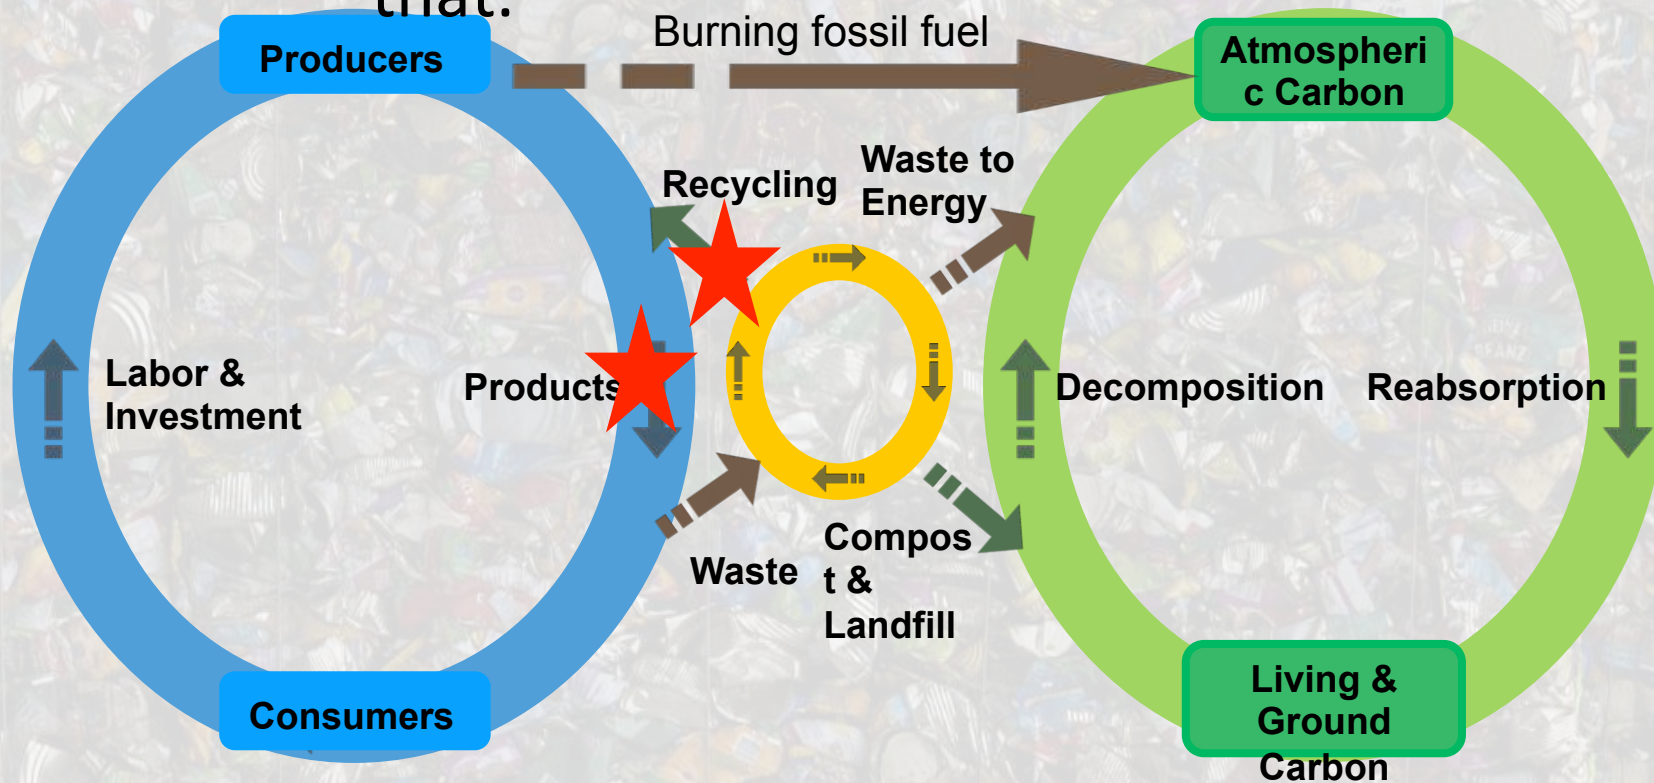 that.
Burning fossil fuel
Producers
Atmospheri
c Carbon
Recycling
Waste to
Energy
Labor &
Investment
Products
Decomposition
Reabsorption
Waste
Compos
t &
Landfill
Consumers
Living &
Ground
Carbon